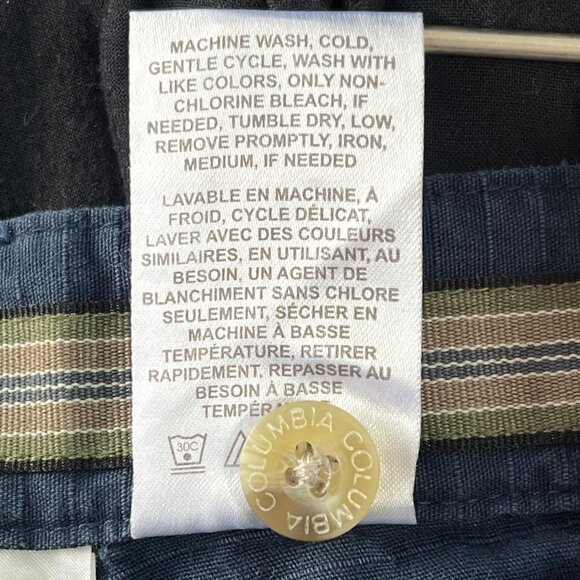 MACHINE WASH, COLD,
GENTLE CYCLE, WASH WITH
LIKE COLORS, ONLY NON-
CHLORINE BLEACH, IF
NEEDED, TUMBLE DRY, LOW,
REMOVE PROMPTLY, IRON,
MEDIUM, IF NEEDED
LAVABLE EN MACHINE, À
FROID, CYCLE DÉLICAT,
LAVER AVEC DES COULEURS
SIMILAIRES, EN UTILISANT, AU
BESOIN, UN AGENT DE
BLANCHIMENT SANS CHLORE
SEULEMENT, SÉCHER EN
MACHINE À BASSE
TEMPÉRATURE, RETIRER
RAPIDEMENT, REPASSER AU
BESOIN À BASSE
30C
COLUMBIA COLUMBIA